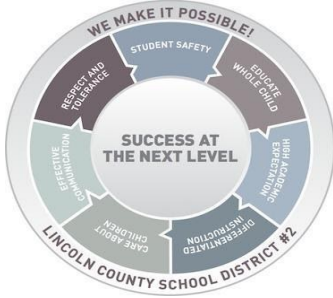 WE MAKE IT POSSIBLE!
STUDENT SAFETY
EDUCATE
WHOLE CHILD
HIGH ACADEMIC
EXPECTATION
DIFFERENTIATED
INSTRUCTION
CARE ABOUT
CHILDREN
EFFECTIVE
COMMUNICATION
RESPECT AND
TOLERANCE
SUCCESS AT
THE NEXT LEVEL
LINCOLN COUNTY SCHOOL DISTRICT #2